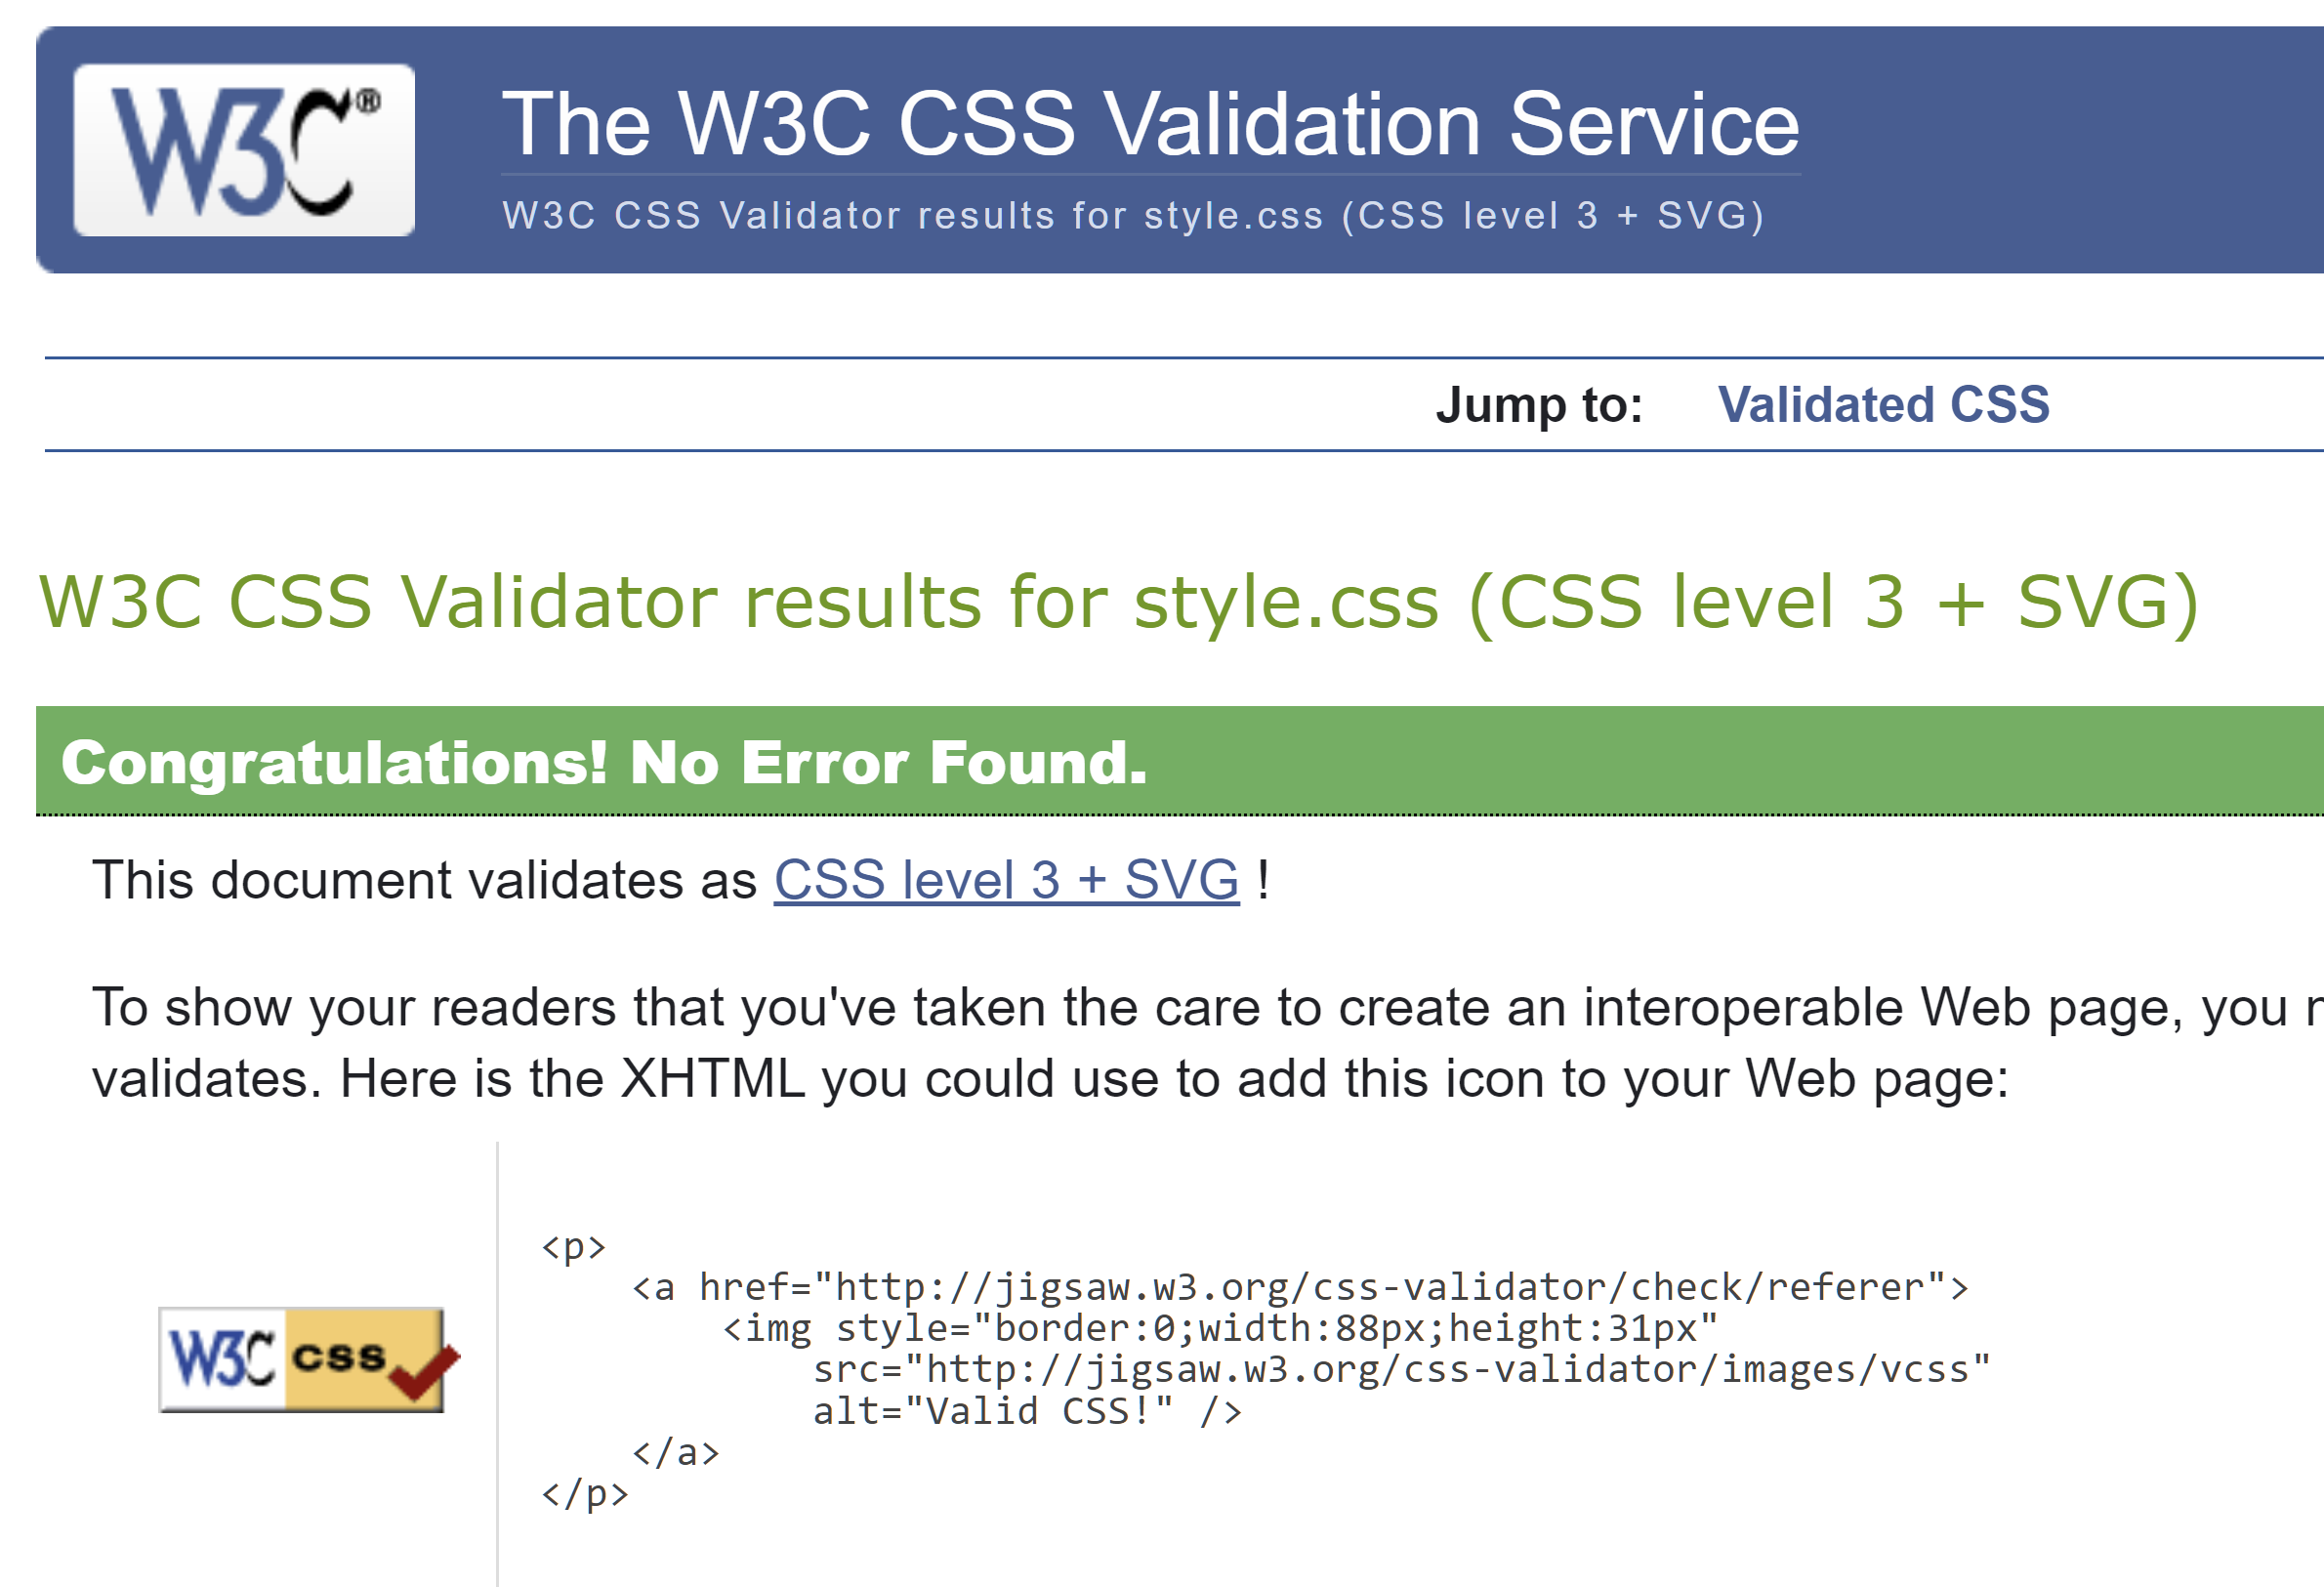 W3C®
The W3C CSS Validation Service
W3C CSS Validator results for style.css (CSS level 3 + SVG)
Jump to: Validated CSS
W3C CSS Validator results for style.css (CSS level 3 + SVG)
Congratulations! No Error Found.
This document validates as CSS level 3 + SVG !
To show your readers that you've taken the care to create an interoperable Web page, you
validates. Here is the XHTML you could use to add this icon to your Web page:
W3C css
<p>
    <a href="http://jigsaw.w3.org/css-validator/check/referer">
        <img style="border:0;width:88px;height:31px"
            src="http://jigsaw.w3.org/css-validator/images/vcss"
            alt="Valid CSS!" />
    </a>
</p>